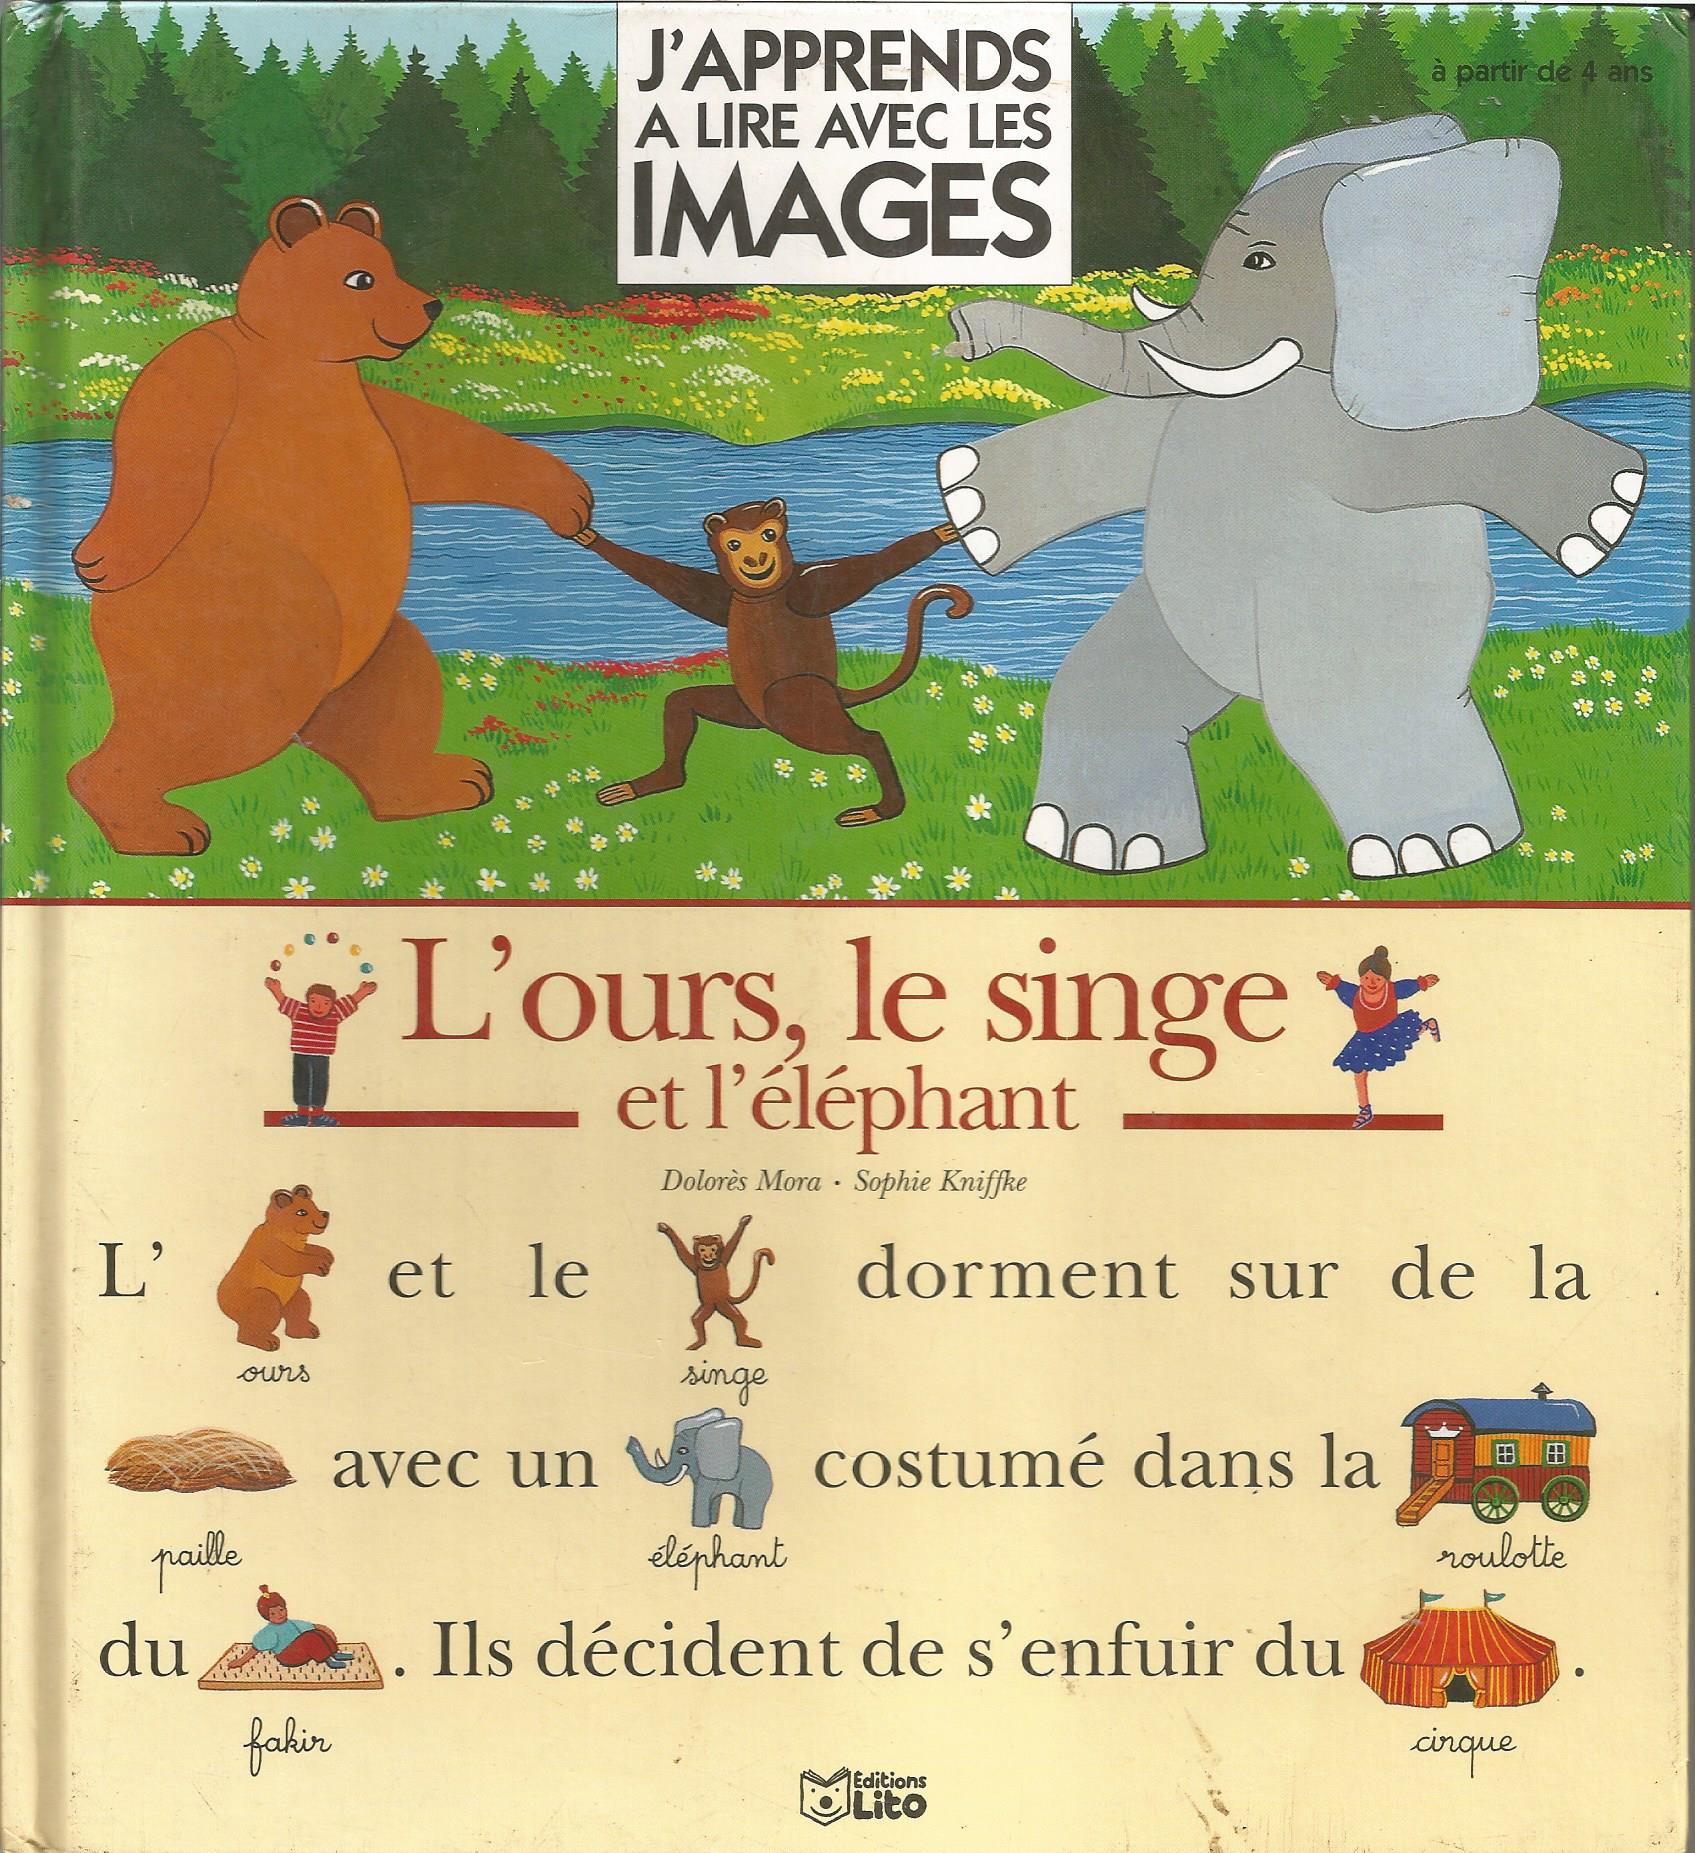 J'APPRENDS
A LIRE AVEC LES
IMAGES
à partir de 4 ans
L'ours, le singe
et l'éléphant
Dolorès Mora · Sophie Kniffke
L' et le dorment sur de la
ours singe
avec un costumé dans la
paille éléphant roulotte
du . Ils décident de s'enfuir du .
fakir cirque
Éditions
Lito